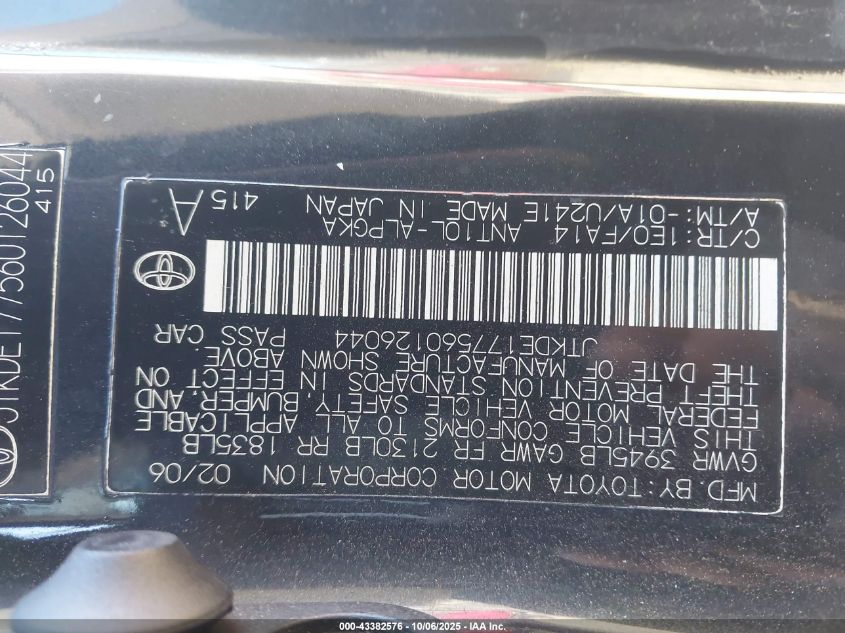 MFD. BY: TOYOTA MOTOR CORPORATION 02/06
GVWR 3945LB GAWR FR 2130LB RR 1835LB
THIS VEHICLE CONFORMS TO ALL APPLICABLE
FEDERAL MOTOR VEHICLE SAFETY, BUMPER, AND
THEFT PREVENTION STANDARDS IN EFFECT ON
THE DATE OF MANUFACTURE SHOWN ABOVE.
JTKDE177560126044 PASS CAR
C/TR: 1E0/FA14 ANT10L-ALPGKA 415 A
A/TM: -01A/U241E MADE IN JAPAN
JTKDE177560126044
415
000-43382576 - 10/06/2025 - IAA Inc.